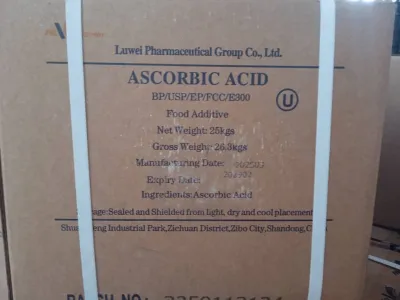 Luwei Pharmaceutical Group Co., Ltd.
ASCORBIC ACID
BP/USP/EP/FCC/E300
U
Food Additive
Net Weight: 25kgs
Gross Weight: 26.3kgs
Manufacturing Date:
Expiry Date:
Ingredients:Ascorbic Acid
Sealed and Shielded from light, dry and cool placement
Industrial Park,Zichuan District,Zibo City,Shandong,